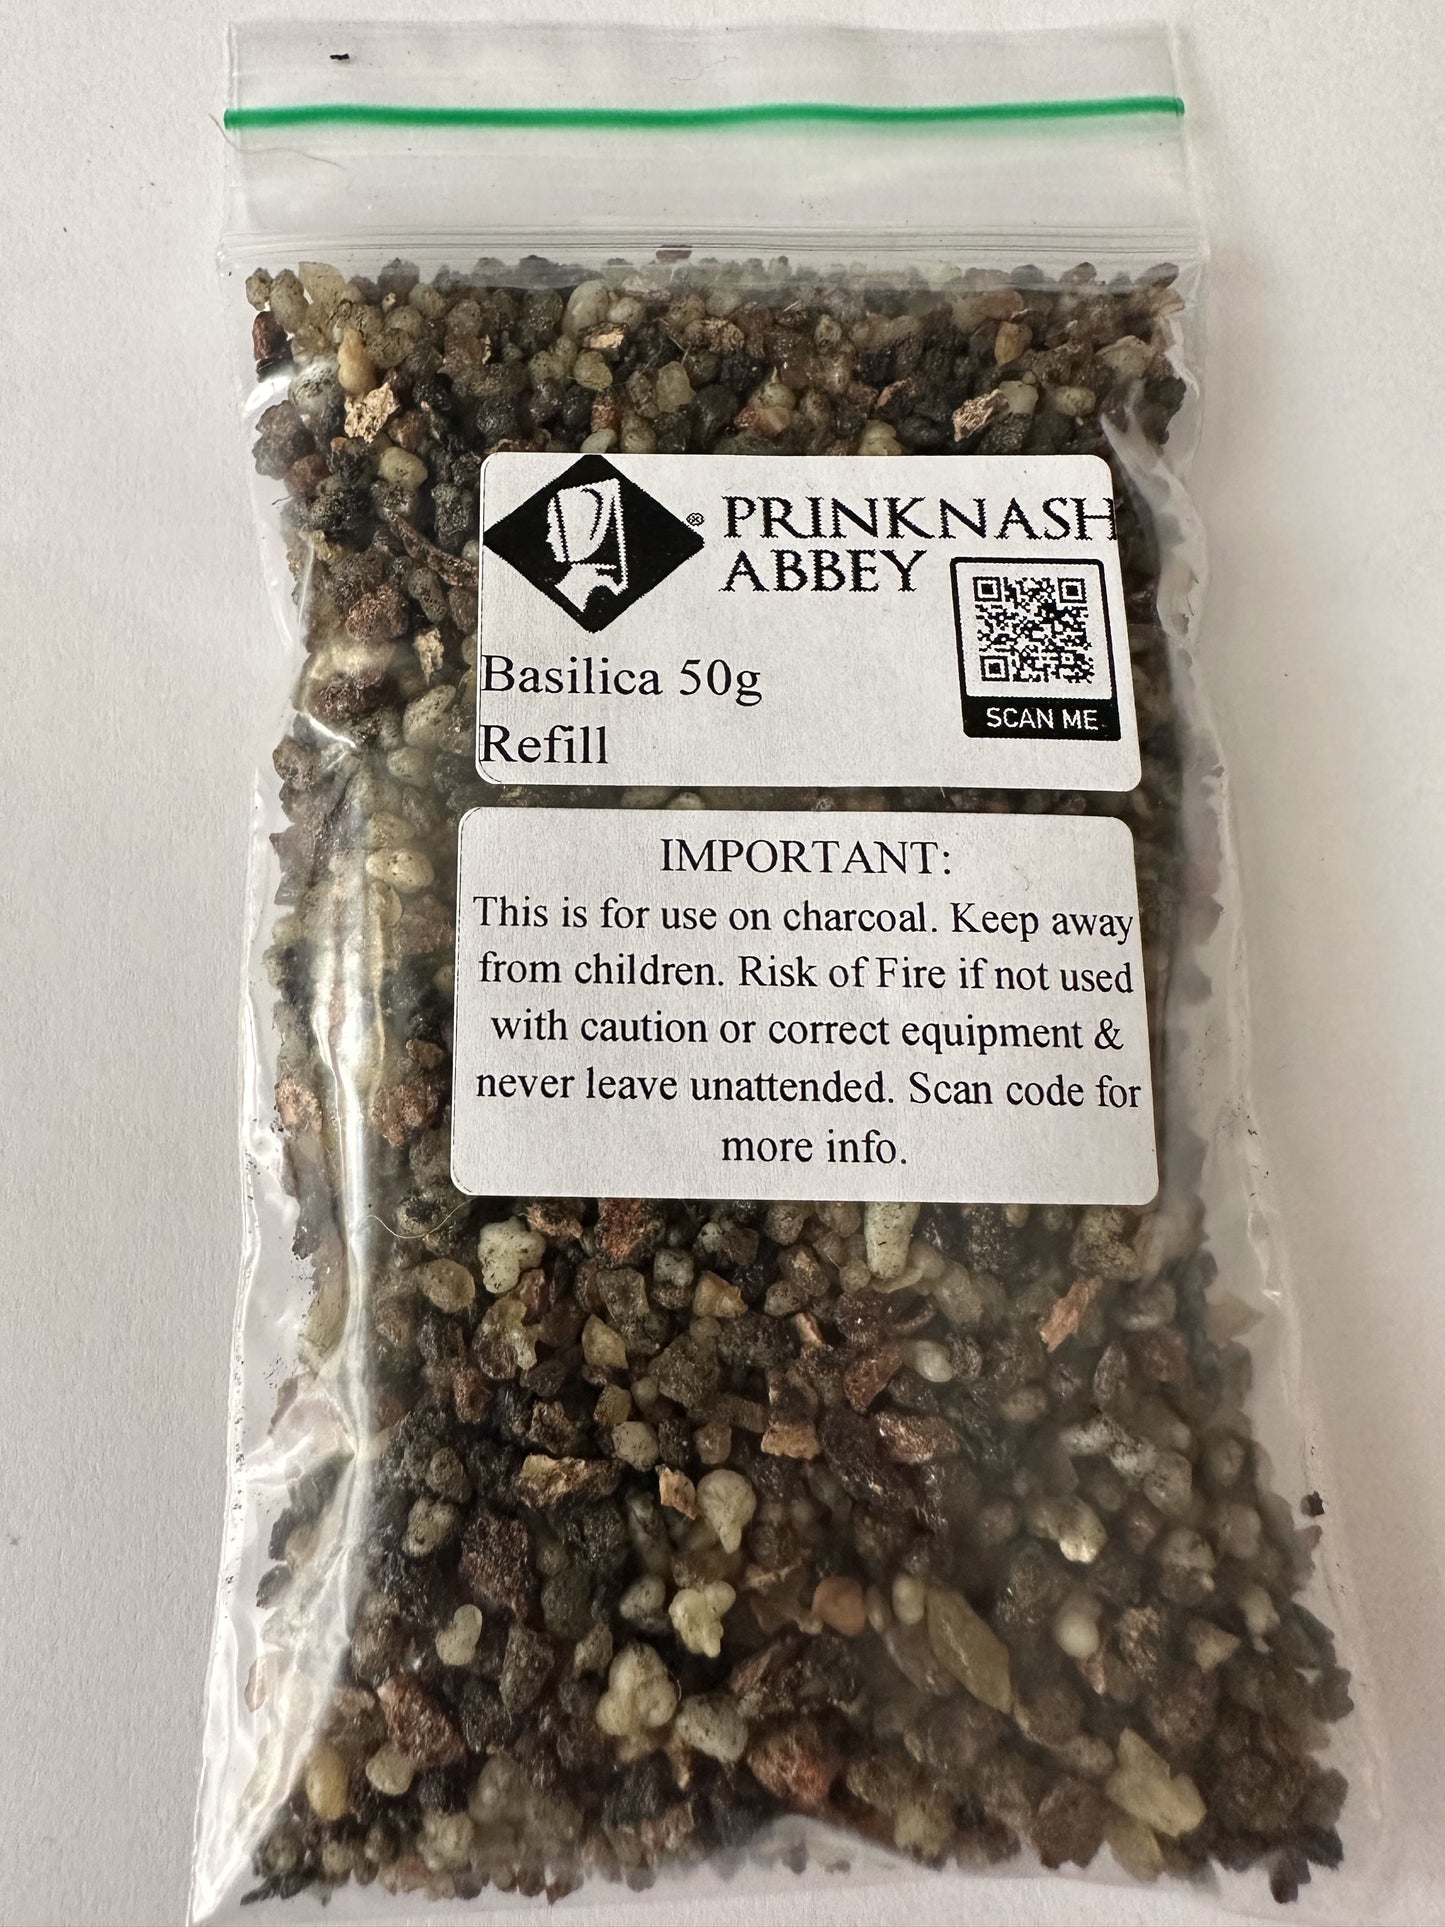 ® PRINKNASH
ABBEY
Basilica 50g
Refill
SCAN ME
IMPORTANT:
This is for use on charcoal. Keep away
from children. Risk of Fire if not used
with caution or correct equipment &
never leave unattended. Scan code for
more info.